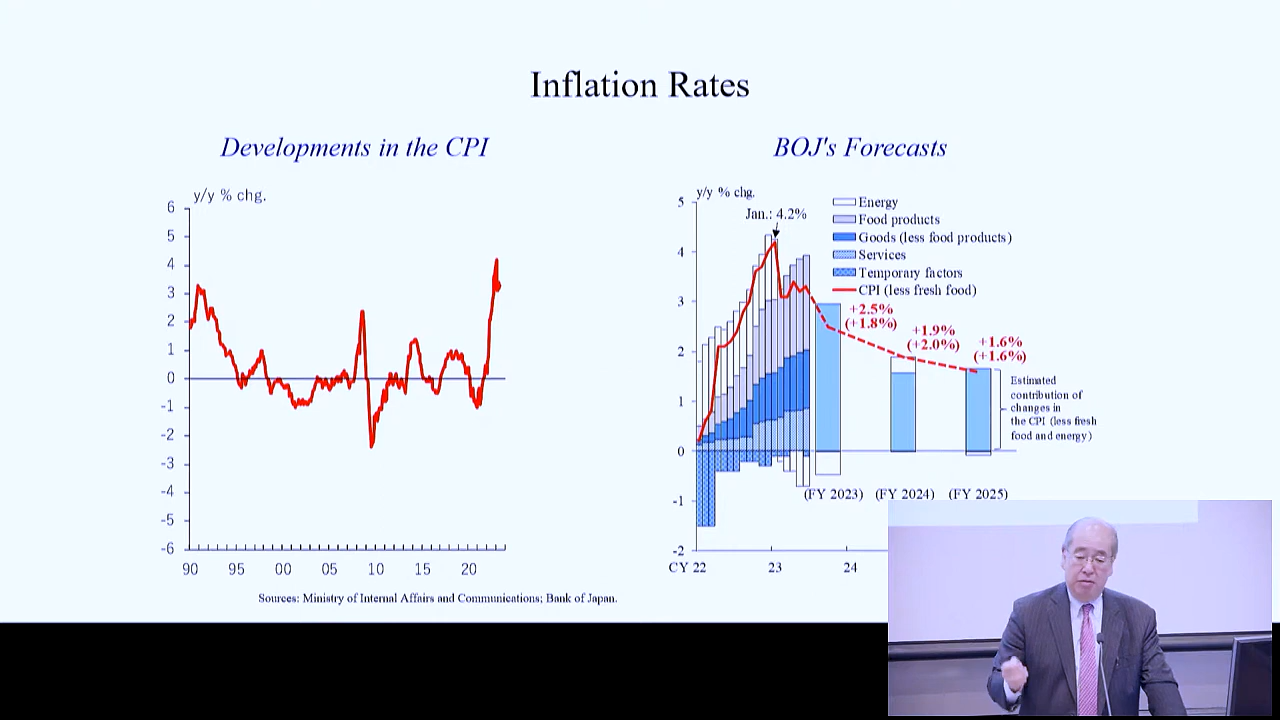 Inflation Rates
Developments in the CPI
y/y % chg.
6
5
4
3
2
1
0
-1
-2
-3
-4
-5
-6
90 95 00 05 10 15 20
BOJ's Forecasts
y/y % chg.
Jan.: 4.2%
5
4
3
2
1
0
-1
-2
Energy
Food products
Goods (less food products)
Services
Temporary factors
CPI (less fresh food)
+2.5%
(+1.8%)
+1.9%
(+2.0%)
+1.6%
(+1.6%)
Estimated
contribution of
changes in
the CPI (less fresh
food and energy)
(FY 2023) (FY 2024) (FY 2025)
CY 22 23 24
Sources: Ministry of Internal Affairs and Communications; Bank of Japan.